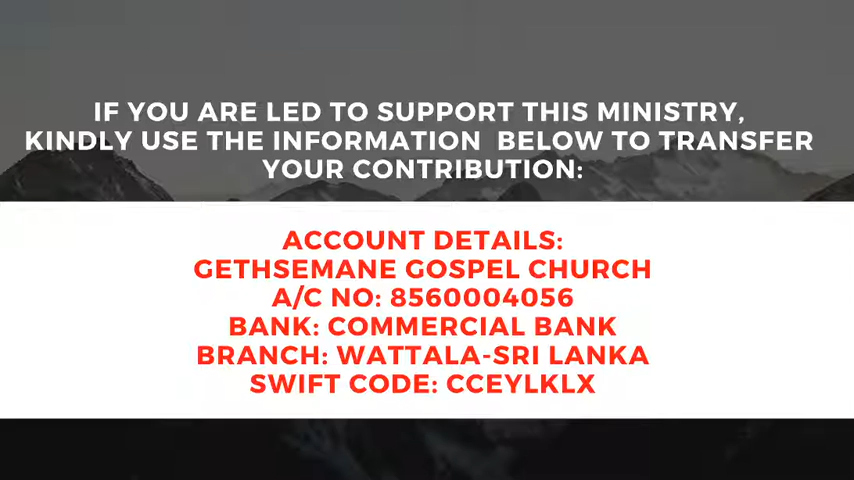 IF YOU ARE LED TO SUPPORT THIS MINISTRY,
KINDLY USE THE INFORMATION BELOW TO TRANSFER
YOUR CONTRIBUTION:
ACCOUNT DETAILS:
GETHSEMANE GOSPEL CHURCH
A/C NO: 8560004056
BANK: COMMERCIAL BANK
BRANCH: WATTALA-SRI LANKA
SWIFT CODE: CCEYLKLX